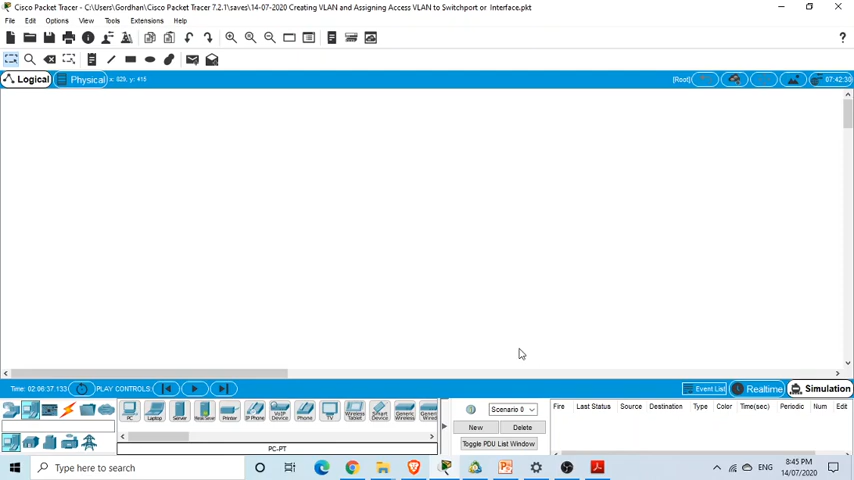 Cisco Packet Tracer - C:\Users\Gordhan\Cisco Packet Tracer 7.2.1\saves\14-07-2020 Creating VLAN and Assigning Access VLAN to Switchport or Interface.pkt
File Edit Options View Tools Extensions Help
Logical Physical x: 829, y: 415 [Root] 07:42:30
Time: 02:06:37.133 PLAY CONTROLS: Event List Realtime Simulation
PC Laptop Server Printer IP Phone VoIP Device Phone TV Wireless Tablet Smart Device Generic Wireless Generic Wired
PC-PT
Scenario 0
New Delete
Toggle PDU List Window
Fire Last Status Source Destination Type Color Time(sec) Periodic Num Edit
Type here to search
ENG 8:45 PM
14/07/2020